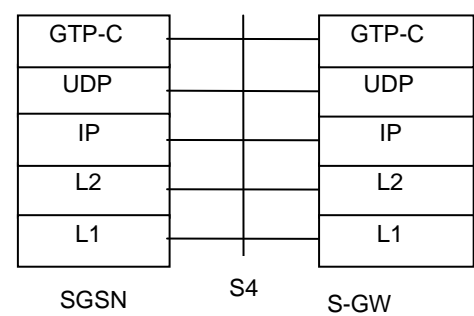 GTP-C GTP-C
UDP UDP
IP IP
L2 L2
L1 L1
SGSN S4 S-GW